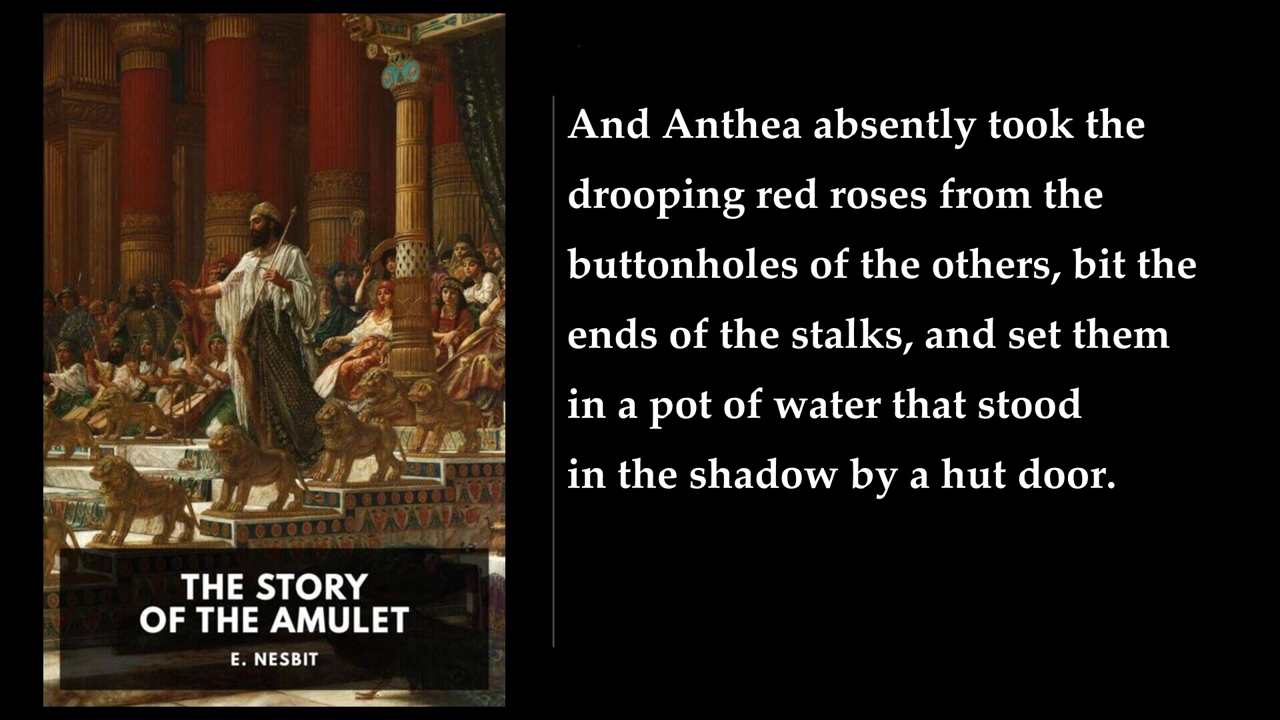 THE STORY
OF THE AMULET
E. NESBIT
And Anthea absently took the
drooping red roses from the
buttonholes of the others, bit the
ends of the stalks, and set them
in a pot of water that stood
in the shadow by a hut door.